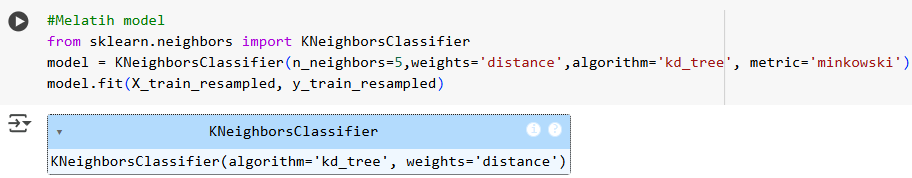 #Melatih model
from sklearn.neighbors import KNeighborsClassifier
model = KNeighborsClassifier(n_neighbors=5,weights='distance',algorithm='kd_tree', metric='minkowski')
model.fit(X_train_resampled, y_train_resampled)
KNeighborsClassifier
KNeighborsClassifier(algorithm='kd_tree', weights='distance')